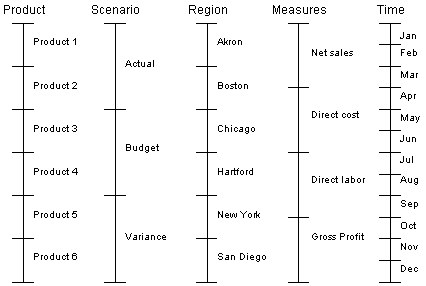 Product
Scenario
Region
Measures
Time
Product 1
Product 2
Product 3
Product 4
Product 5
Product 6
Actual
Budget
Variance
Akron
Boston
Chicago
Hartford
New York
San Diego
Net sales
Direct cost
Direct labor
Gross Profit
Jan
Feb
Mar
Apr
May
Jun
Jul
Aug
Sep
Oct
Nov
Dec